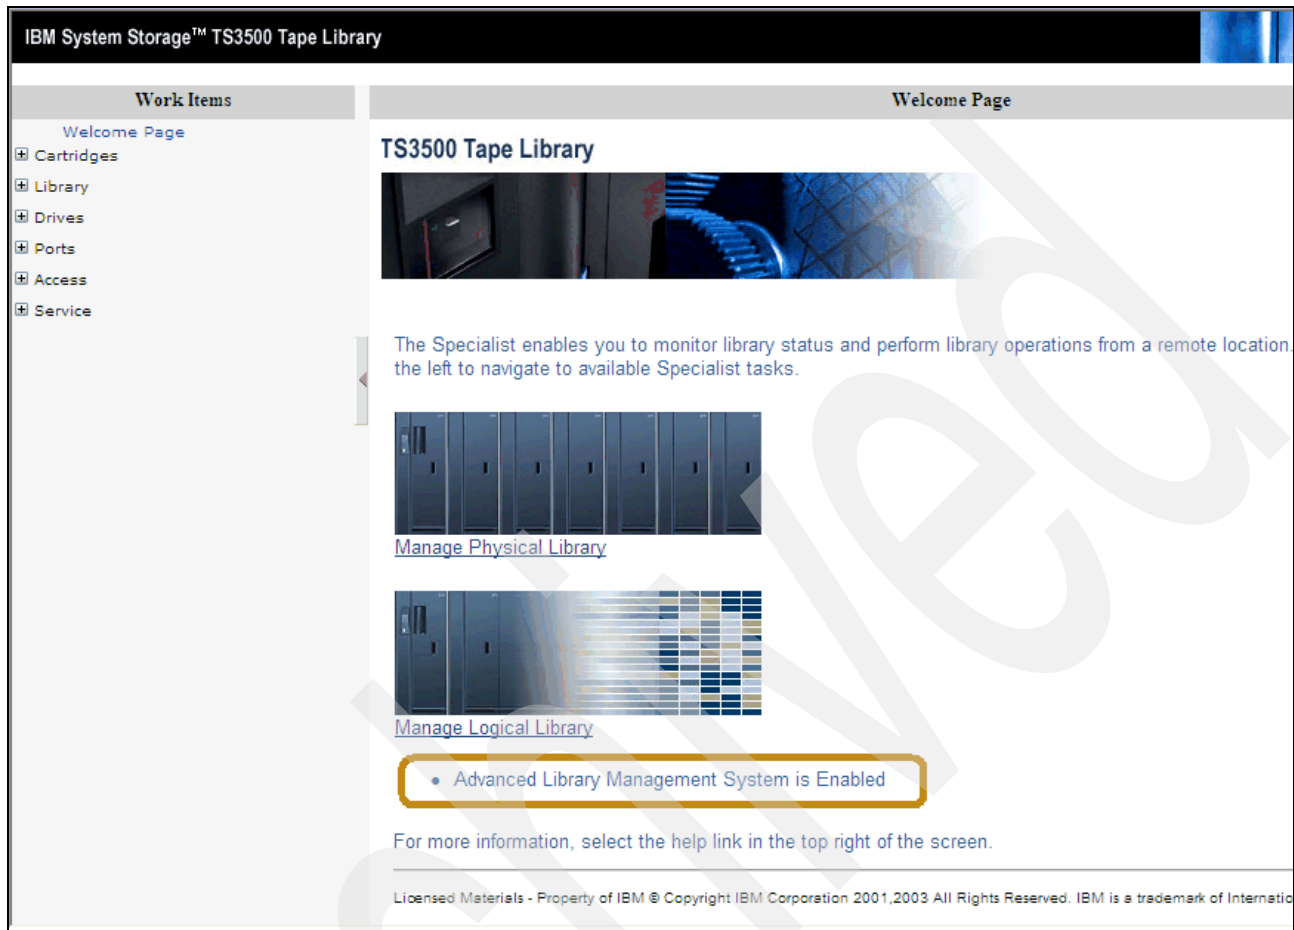 IBM System Storage™ TS3500 Tape Library
Work Items
Welcome Page
Welcome Page
Cartridges
Library
Drives
Ports
Access
Service
TS3500 Tape Library
The Specialist enables you to monitor library status and perform library operations from a remote location.
the left to navigate to available Specialist tasks.
Manage Physical Library
Manage Logical Library
• Advanced Library Management System is Enabled
For more information, select the help link in the top right of the screen.
Licensed Materials - Property of IBM © Copyright IBM Corporation 2001,2003 All Rights Reserved. IBM is a trademark of Internatio